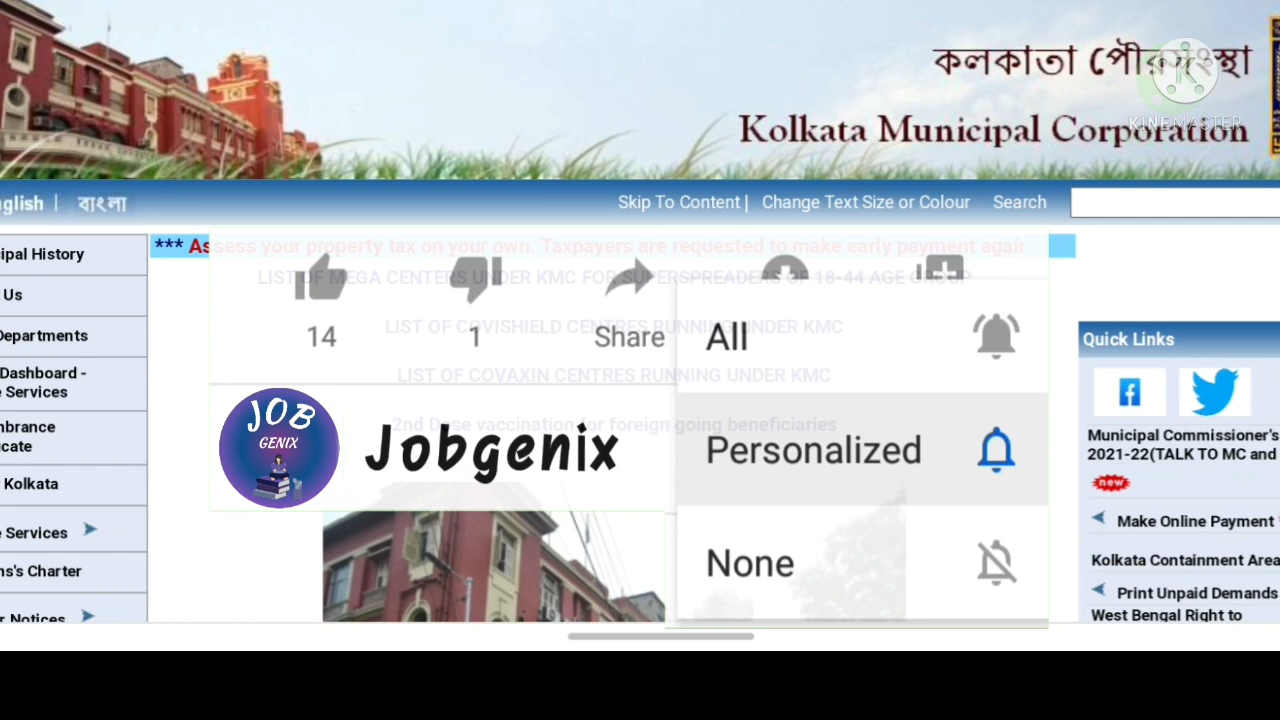 কলকাতা পৌরসংস্থা
KINEMASTER
Kolkata Municipal Corporation
glish | বাংলা
Skip To Content | Change Text Size or Colour Search
*** Assess your property tax on your own. Taxpayers are requested to make early payment agair
LIST OF MEGA CENTERS UNDER KMC FOR SUPERSPREADERS OF 18-44 AGE GROUP
LIST OF COVISHIELD CENTRES RUNNING UNDER KMC
LIST OF COVAXIN CENTRES RUNNING UNDER KMC
2nd Dose vaccination for foreign going beneficiaries
cipal History
Us
Departments
Dashboard -
Services
mbrance
icate
Kolkata
Services
ns's Charter
r Notices
14
1
Share
JOB
GENIX
Jobgenix
All
Personalized
None
Quick Links
Municipal Commissioner's
2021-22(TALK TO MC and
new
Make Online Payment
Kolkata Containment Area
Print Unpaid Demands
West Bengal Right to